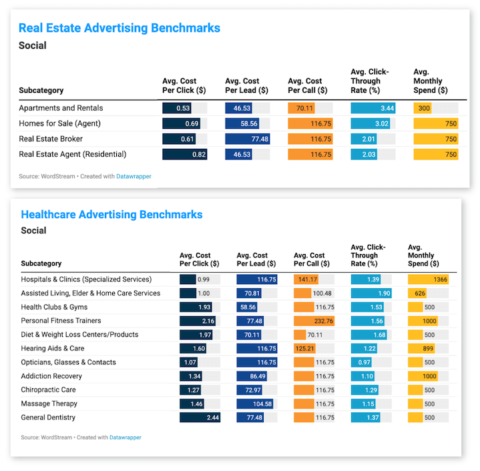 Real Estate Advertising Benchmarks
Social
Subcategory Avg. Cost Per Click ($) Avg. Cost Per Lead ($) Avg. Cost Per Call ($) Avg. Click-Through Rate (%) Avg. Monthly Spend ($)
Apartments and Rentals 0.53 46.53 70.11 3.44 300
Homes for Sale (Agent) 0.69 58.56 116.75 3.02 750
Real Estate Broker 0.61 77.48 116.75 2.01 750
Real Estate Agent (Residential) 0.82 46.53 116.75 2.03 750
Source: WordStream • Created with Datawrapper
Healthcare Advertising Benchmarks
Social
Subcategory Avg. Cost Per Click ($) Avg. Cost Per Lead ($) Avg. Cost Per Call ($) Avg. Click-Through Rate (%) Avg. Monthly Spend ($)
Hospitals & Clinics (Specialized Services) 0.99 116.75 141.17 1.39 1366
Assisted Living, Elder & Home Care Services 1.00 70.81 100.48 1.90 626
Health Clubs & Gyms 1.93 58.56 116.75 1.53 500
Personal Fitness Trainers 2.16 77.48 232.76 1.56 1000
Diet & Weight Loss Centers/Products 1.97 70.11 70.11 1.68 500
Hearing Aids & Care 1.60 116.75 125.21 1.22 899
Opticians, Glasses & Contacts 1.07 116.75 116.75 0.97 500
Addiction Recovery 1.34 86.49 116.75 1.10 1000
Chiropractic Care 1.27 72.97 116.75 1.29 500
Massage Therapy 1.46 104.58 116.75 1.15 500
General Dentistry 2.44 77.48 116.75 1.37 500
Source: WordStream • Created with Datawrapper